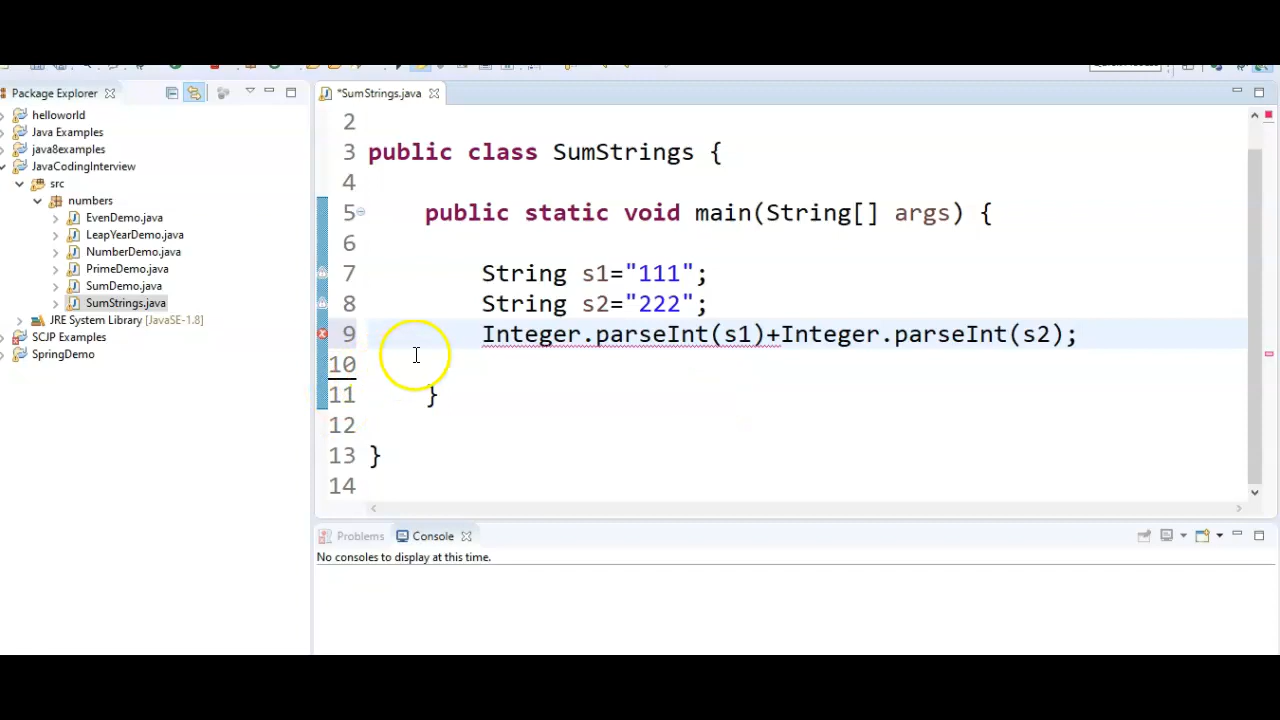 Package Explorer
*SumStrings.java
helloworld
Java Examples
java8examples
JavaCodingInterview
src
numbers
EvenDemo.java
LeapYearDemo.java
NumberDemo.java
PrimeDemo.java
SumDemo.java
SumStrings.java
JRE System Library [JavaSE-1.8]
SCJP Examples
SpringDemo
2
3 public class SumStrings {
4
5 public static void main(String[] args) {
6
7 String s1="111";
8 String s2="222";
9 Integer.parseInt(s1)+Integer.parseInt(s2);
10
11 }
12
13 }
14
Problems Console
No consoles to display at this time.